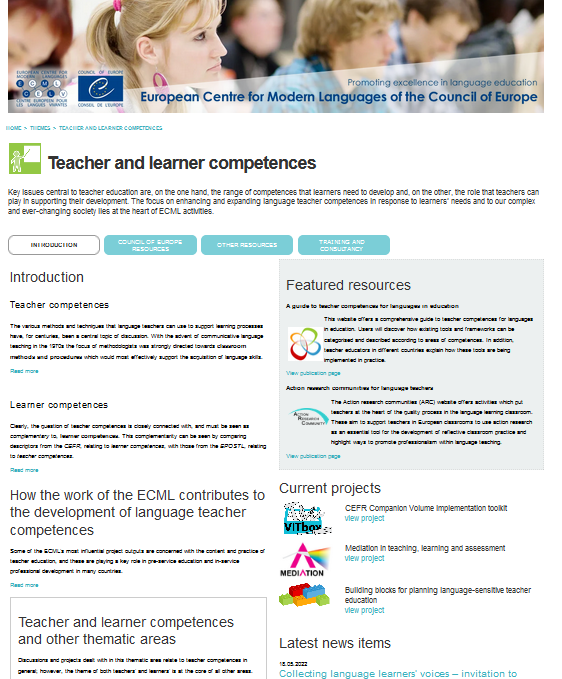 EUROPEAN CENTRE FOR
MODERN LANGUAGES
ECML
CELV
CENTRE EUROPEEN POUR
LES LANGUES VIVANTES
COUNCIL OF EUROPE
CONSEIL DE L'EUROPE
Promoting excellence in language education
European Centre for Modern Languages of the Council of Europe
HOME > THEMES > TEACHER AND LEARNER COMPETENCES
Teacher and learner competences
Key issues central to teacher education are, on the one hand, the range of competences that learners need to develop and, on the other, the role that teachers can
play in supporting their development. The focus on enhancing and expanding language teacher competences in response to learners' needs and to our complex
and ever-changing society lies at the heart of ECML activities.
INTRODUCTION
COUNCIL OF EUROPE
RESOURCES
OTHER RESOURCES
TRAINING AND
CONSULTANCY
Introduction
Teacher competences
The various methods and techniques that language teachers can use to support learning processes
have, for centuries, been a central topic of discussion. With the advent of communicative language
teaching in the 1970s the focus of methodologists was strongly directed towards classroom
methods and procedures which would most effectively support the acquisition of language skills.
Read more
Learner competences
Clearly, the question of teacher competences is closely connected with, and must be seen as
complementary to, learner competences. This complementarity can be seen by comparing
descriptors from the CEFR, relating to learner competences, with those from the EPOSTL, relating
to teacher competences.
Read more
How the work of the ECML contributes to
the development of language teacher
competences
Some of the ECML's most influential project outputs are concerned with the content and practice of
teacher education, and these are playing a key role in pre-service education and in-service
professional development in many countries.
Read more
Teacher and learner competences
and other thematic areas
Discussions and projects dealt with in this thematic area relate to teacher competences in
general; however, the theme of both teachers and learners is at the core of all other areas.
Featured resources
A guide to teacher competences for languages in education
This website offers a comprehensive guide to teacher competences for languages
in education. Users will discover how existing tools and frameworks can be
categorised and described according to areas of competences. In addition,
teacher educators in different countries explain how these tools are being
implemented in practice.
View publication page
Action research communities for language teachers
ACTION
RESEARCH
COMMUNITY
The Action research communities (ARC) website offers activities which put
teachers at the heart of the quality process in the language learning classroom.
These aim to support teachers in European classrooms to use action research
as an essential tool for the development of reflective classroom practice and
highlight ways to promote professionalism within language teaching.
View publication page
Current projects
VITbox
CEFR Companion Volume implementation toolkit
view project
MEDIATION
Mediation in teaching, learning and assessment
view project
Building blocks for planning language-sensitive teacher
education
view project
Latest news items
18.05.2022
Collecting language learners' voices – invitation to